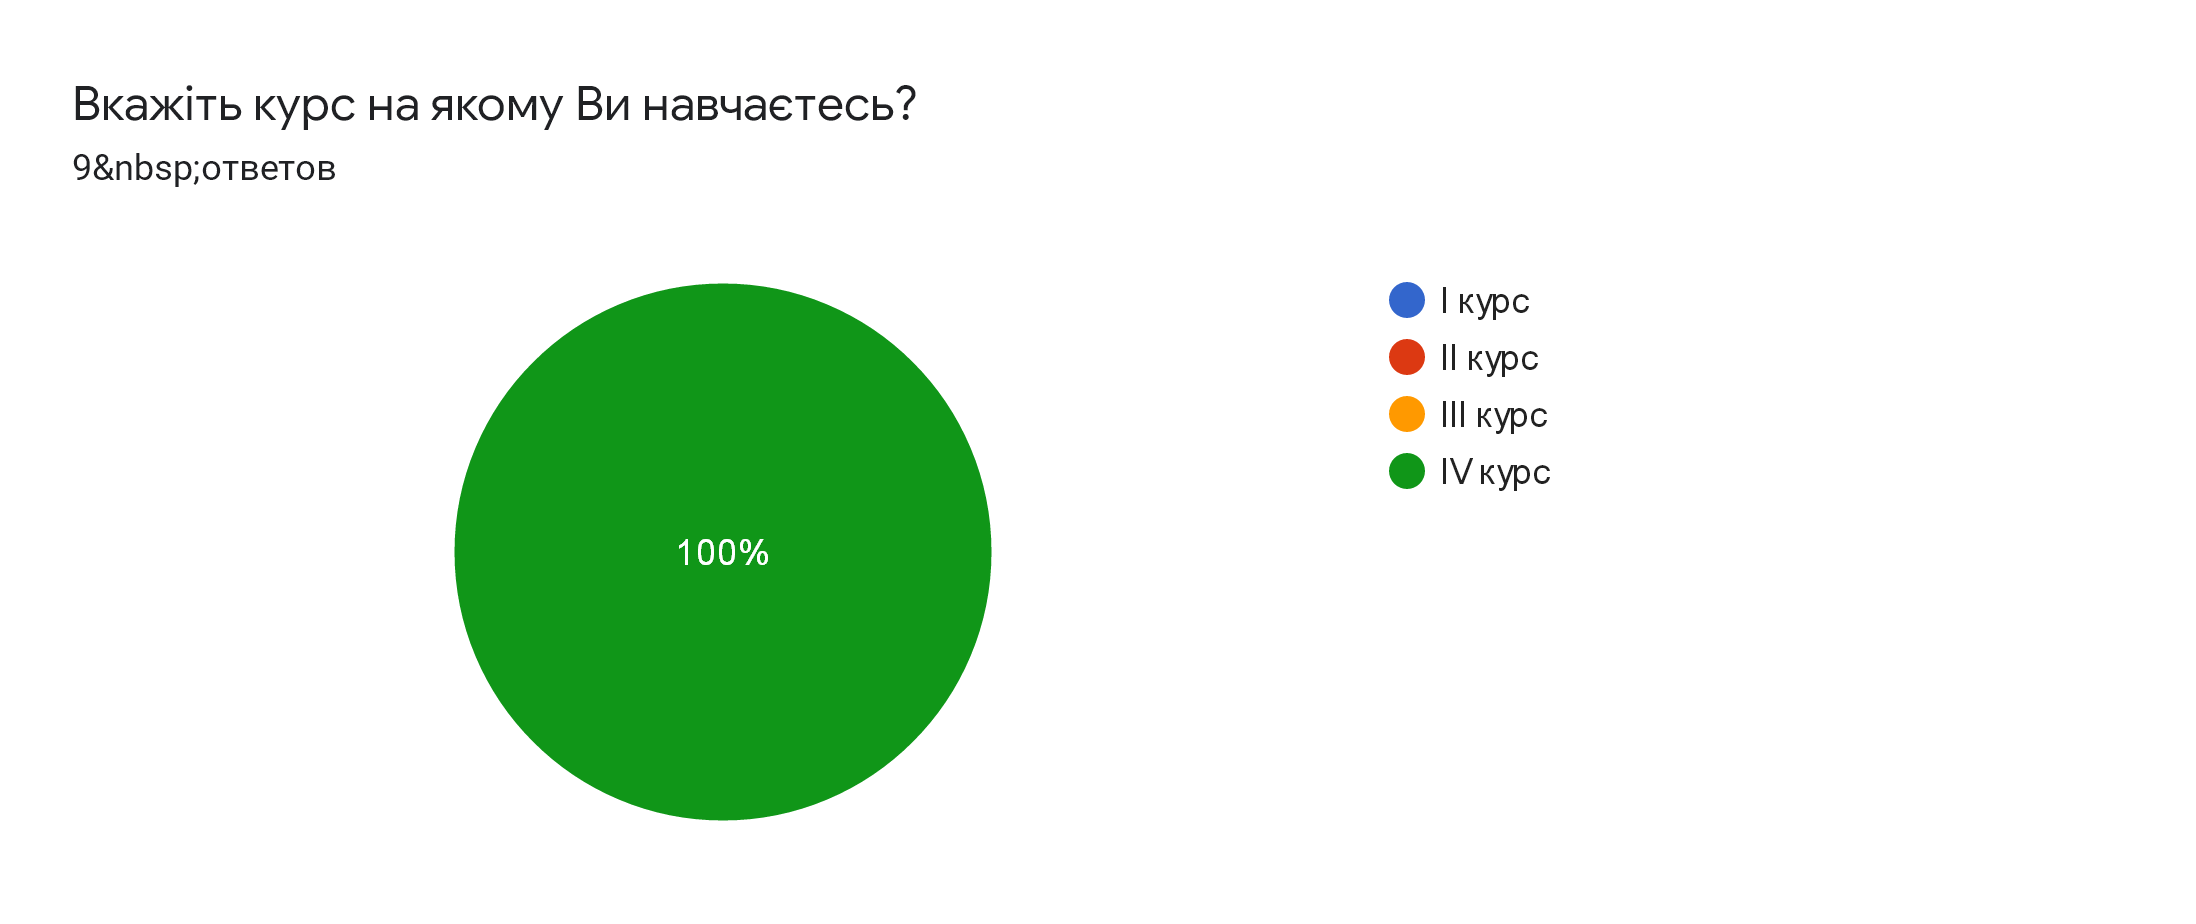 Вкажіть курс на якому Ви навчаєтесь?
9&nbsp;ответов
100%
I курс
II курс
III курс
IV курс